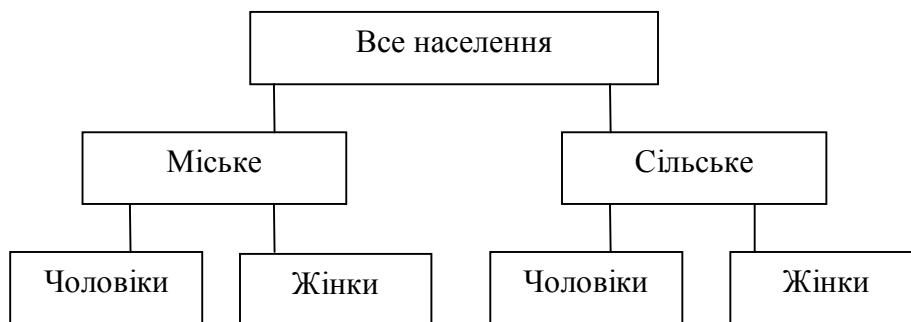 Все населення
Міське
Сільське
Чоловіки
Жінки
Чоловіки
Жінки